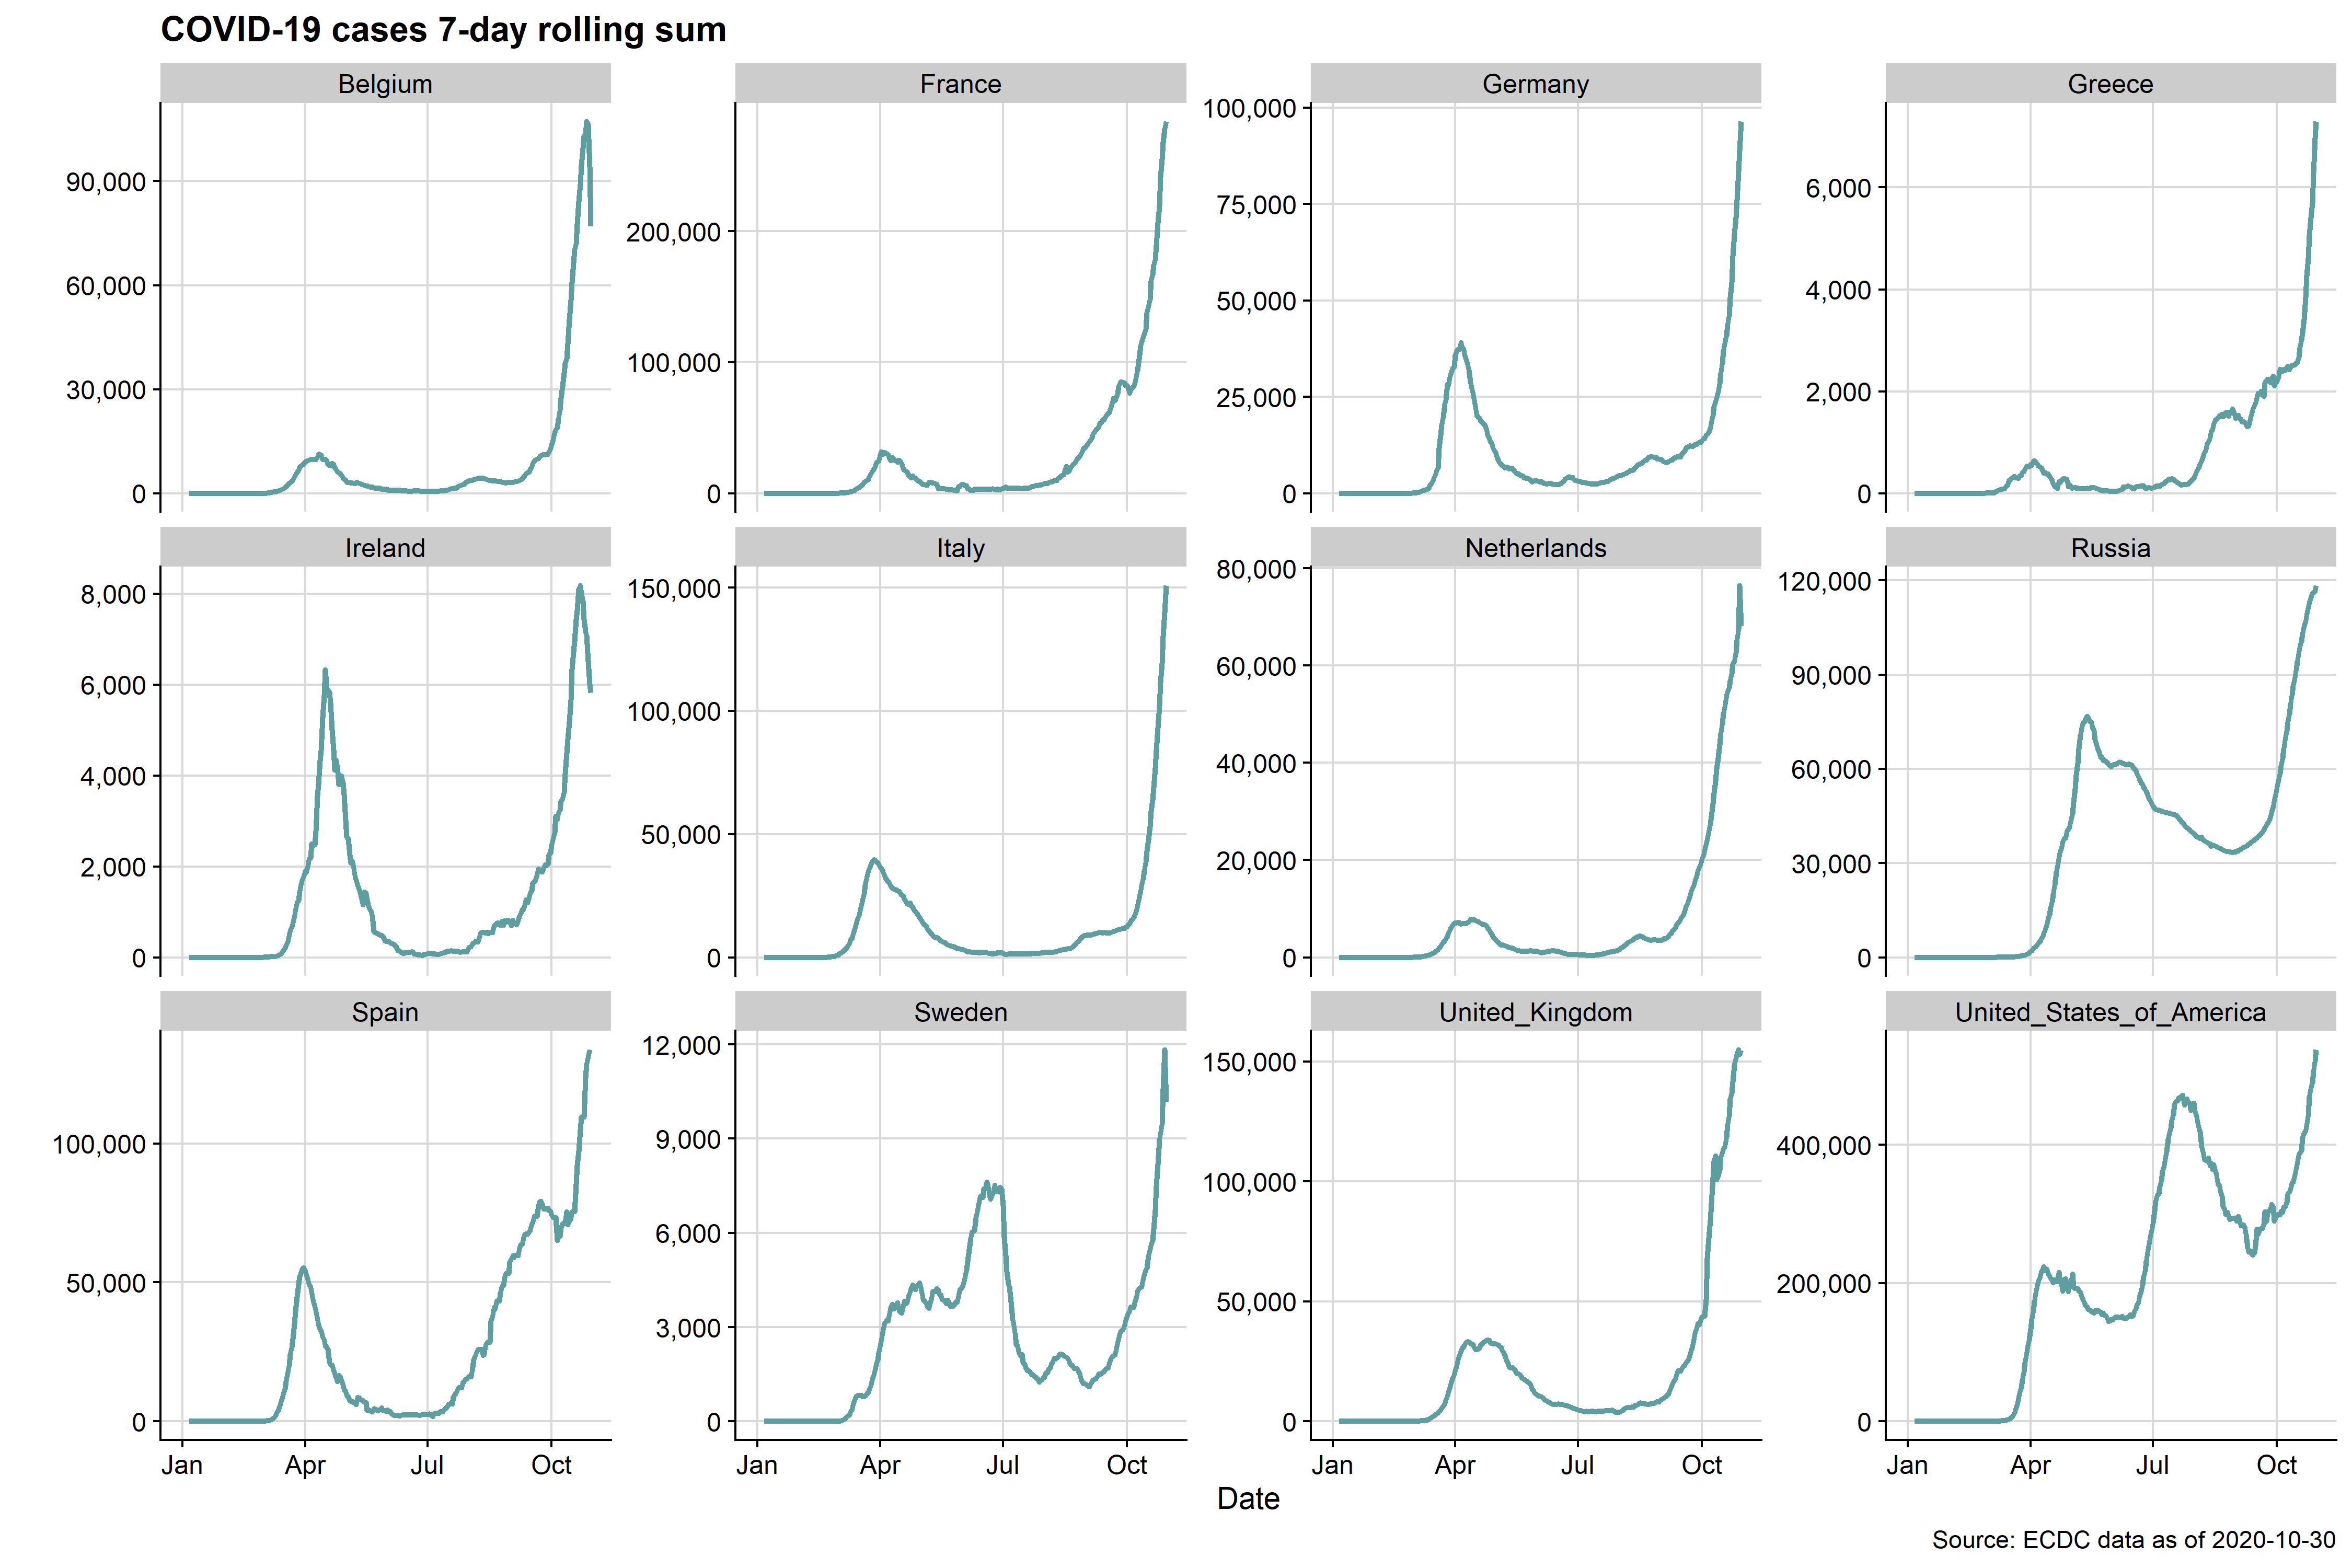 COVID-19 cases 7-day rolling sum
Belgium
France
Germany
Greece
90,000
60,000
30,000
0
200,000
100,000
0
100,000
75,000
50,000
25,000
0
6,000
4,000
2,000
0
Ireland
Italy
Netherlands
Russia
8,000
6,000
4,000
2,000
0
150,000
100,000
50,000
0
80,000
60,000
40,000
20,000
0
120,000
90,000
60,000
30,000
0
Spain
Sweden
United_Kingdom
United_States_of_America
100,000
50,000
0
12,000
9,000
6,000
3,000
0
150,000
100,000
50,000
0
400,000
200,000
0
Jan Apr Jul Oct
Jan Apr Jul Oct
Jan Apr Jul Oct
Jan Apr Jul Oct
Date
Source: ECDC data as of 2020-10-30